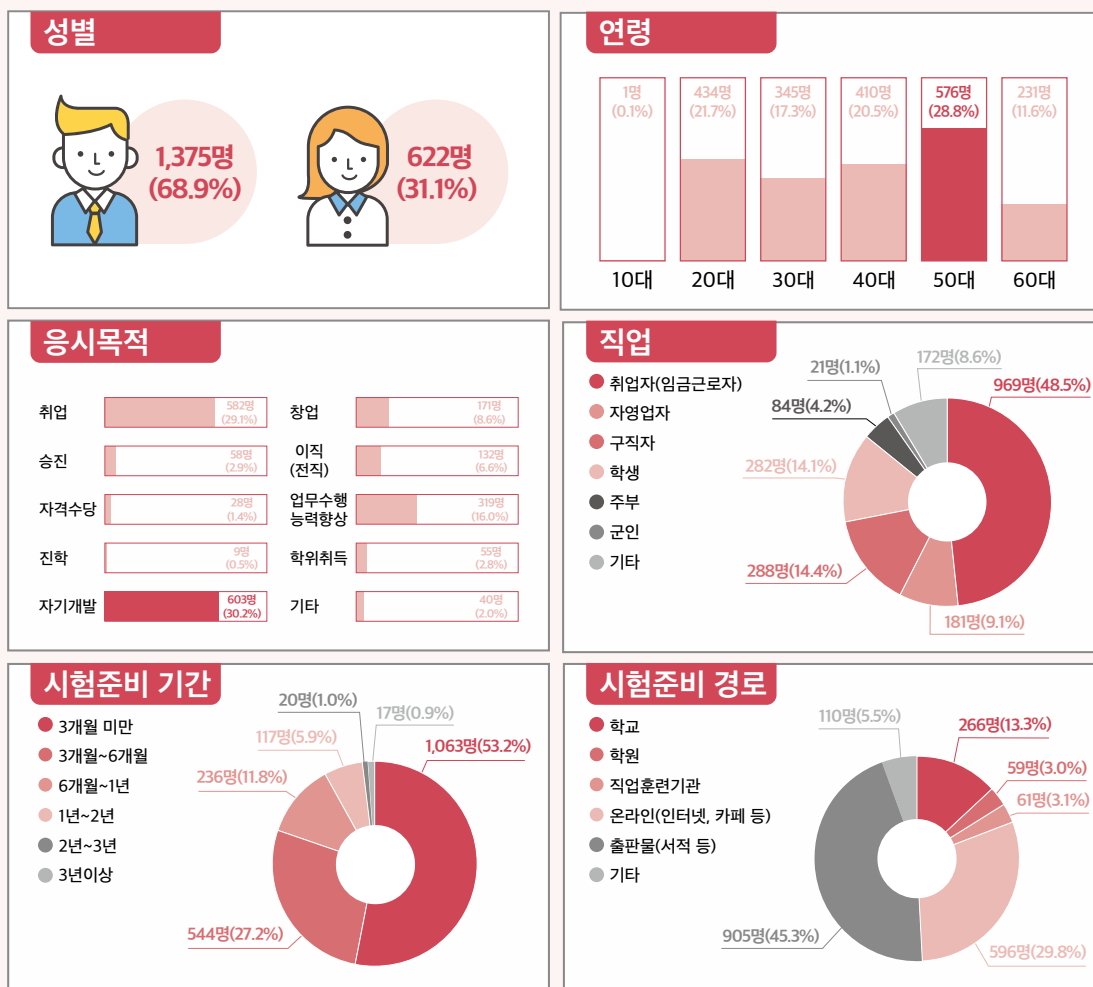 성별
1,375명
(68.9%)
622명
(31.1%)
연령
1명
(0.1%)
434명
(21.7%)
345명
(17.3%)
410명
(20.5%)
576명
(28.8%)
231명
(11.6%)
10대
20대
30대
40대
50대
60대
응시목적
취업
582명
(29.1%)
승진
58명
(2.9%)
자격수당
28명
(1.4%)
진학
9명
(0.5%)
자기개발
603명
(30.2%)
창업
171명
(8.6%)
이직
(전직)
132명
(6.6%)
업무수행
능력향상
319명
(16.0%)
학위취득
55명
(2.8%)
기타
40명
(2.0%)
직업
취업자(임금근로자)
자영업자
구직자
학생
주부
군인
기타
172명(8.6%)
21명(1.1%)
969명(48.5%)
84명(4.2%)
282명(14.1%)
288명(14.4%)
181명(9.1%)
시험준비 기간
3개월 미만
3개월~6개월
6개월~1년
1년~2년
2년~3년
3년이상
20명(1.0%)
17명(0.9%)
117명(5.9%)
1,063명(53.2%)
236명(11.8%)
544명(27.2%)
시험준비 경로
학교
학원
직업훈련기관
온라인(인터넷, 카페 등)
출판물(서적 등)
기타
110명(5.5%)
266명(13.3%)
59명(3.0%)
61명(3.1%)
905명(45.3%)
596명(29.8%)